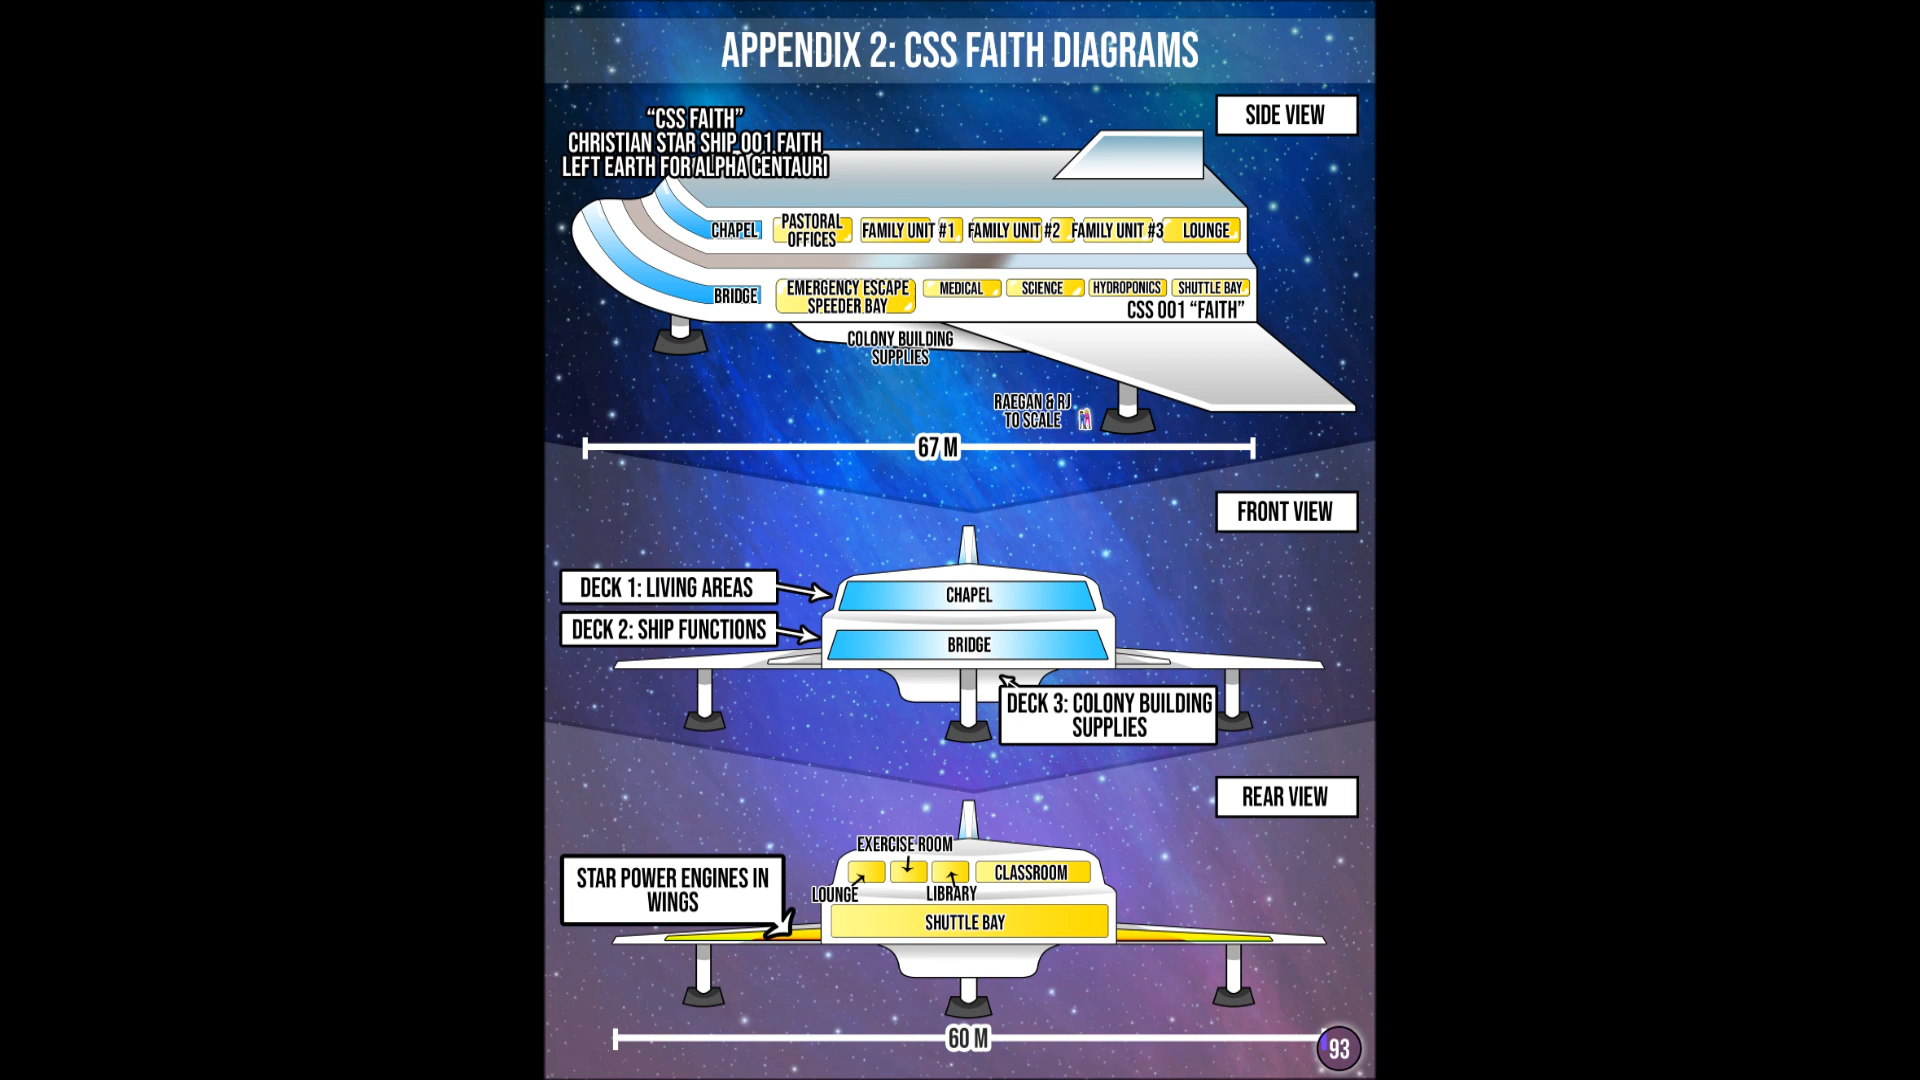 APPENDIX 2: CSS FAITH DIAGRAMS
SIDE VIEW
“CSS FAITH”
CHRISTIAN STAR SHIP 001 FAITH
LEFT EARTH FOR ALPHA CENTAURI
CHAPEL
PASTORAL
OFFICES
FAMILY UNIT #1
FAMILY UNIT #2
FAMILY UNIT #3
LOUNGE
BRIDGE
EMERGENCY ESCAPE
SPEEDER BAY
MEDICAL
SCIENCE
HYDROPONICS
SHUTTLE BAY
CSS 001 “FAITH”
COLONY BUILDING
SUPPLIES
RAEGAN & RJ
TO SCALE
67 M
FRONT VIEW
DECK 1: LIVING AREAS
DECK 2: SHIP FUNCTIONS
CHAPEL
BRIDGE
DECK 3: COLONY BUILDING
SUPPLIES
REAR VIEW
EXERCISE ROOM
CLASSROOM
LOUNGE
LIBRARY
STAR POWER ENGINES IN
WINGS
SHUTTLE BAY
60 M
93